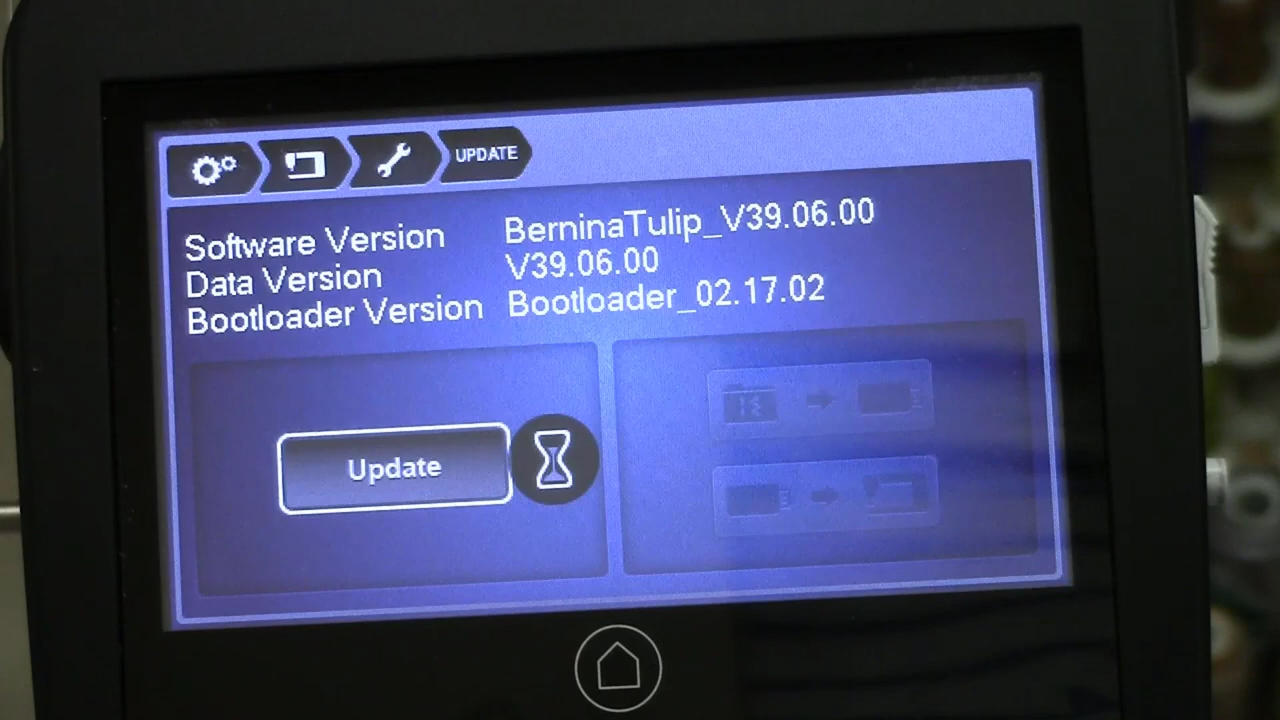 UPDATE
Software Version BerninaTulip_V39.06.00
Data Version V39.06.00
Bootloader Version Bootloader_02.17.02
Update